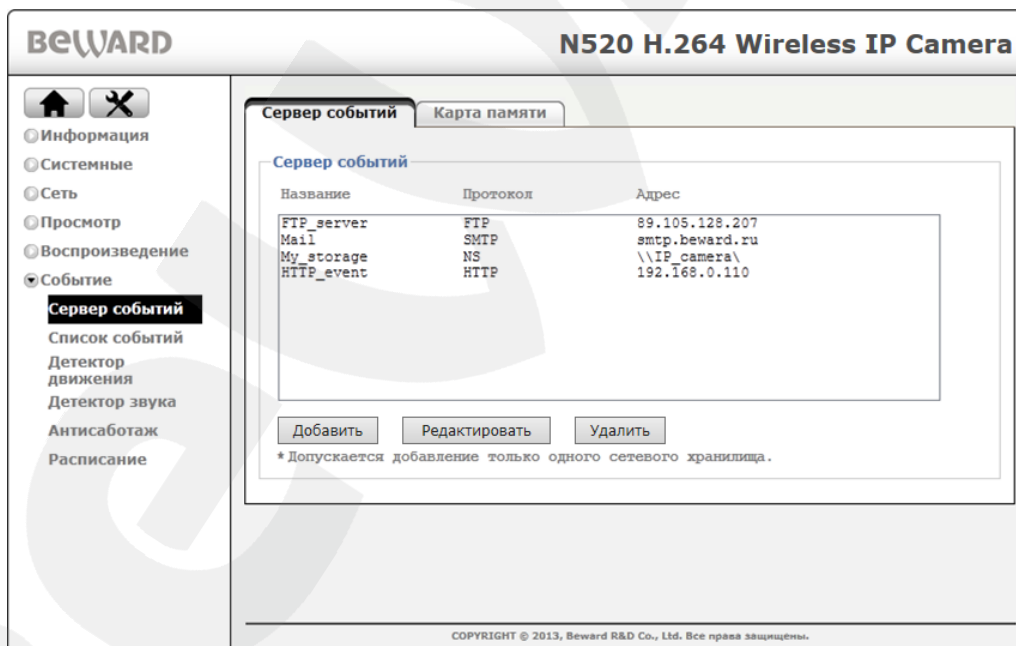 BEWARD
N520 H.264 Wireless IP Camera
Информация
Системные
Сеть
Просмотр
Воспроизведение
Событие
Сервер событий
Список событий
Детектор
движения
Детектор звука
Антисаботаж
Расписание
Сервер событий Карта памяти
Сервер событий
Название Протокол Адрес
FTP_server FTP 89.105.128.207
Mail SMTP smtp.beward.ru
My_storage NS \\IP_camera\
HTTP_event HTTP 192.168.0.110
Добавить Редактировать Удалить
*Допускается добавление только одного сетевого хранилища.
COPYRIGHT © 2013, Beward R&D Co., Ltd. Все права защищены.